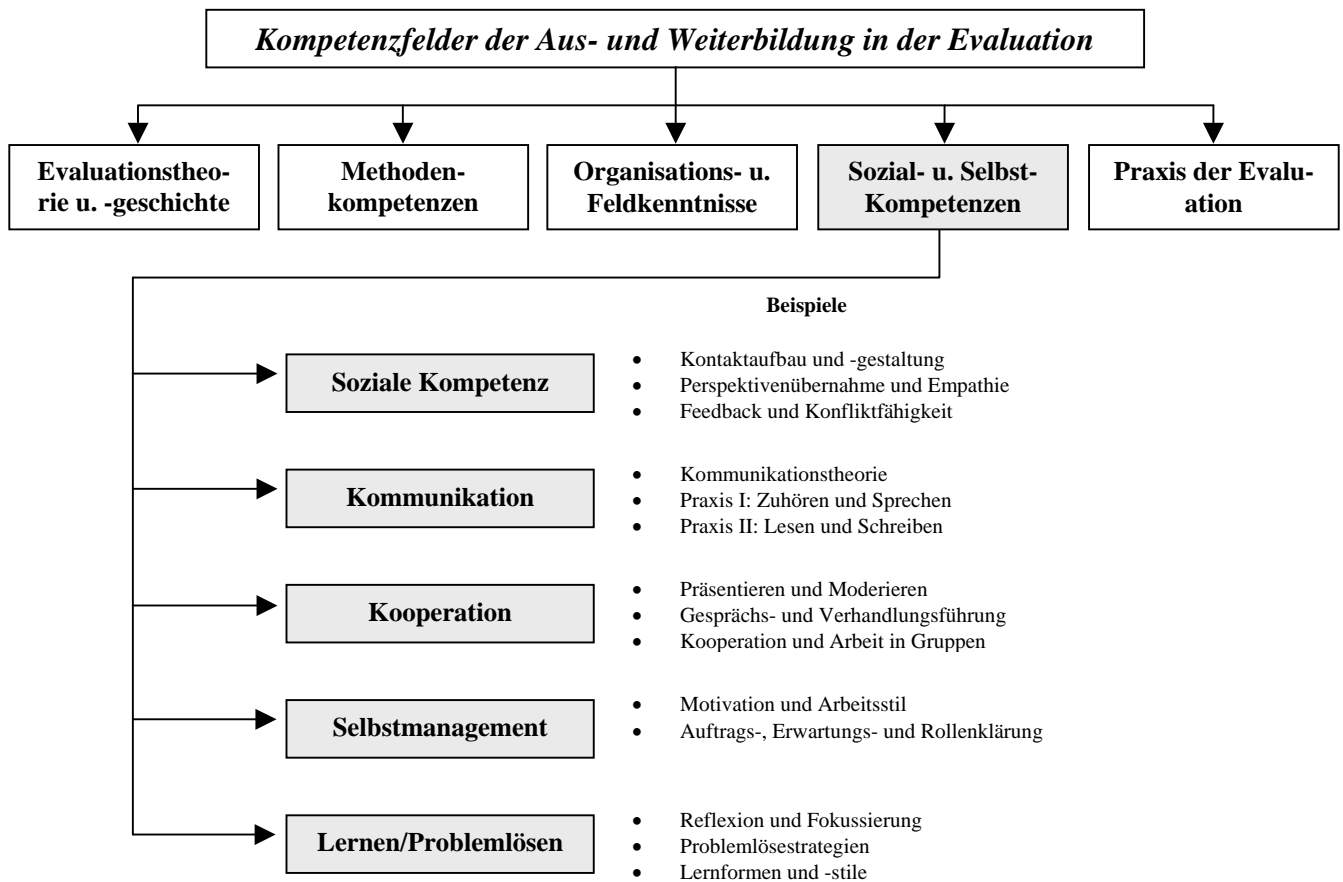 Kompetenzfelder der Aus- und Weiterbildung in der Evaluation
Evaluationstheo-
rie u. -geschichte
Methoden-
kompetenzen
Organisations- u.
Feldkenntnisse
Sozial- u. Selbst-
Kompetenzen
Praxis der Evalu-
ation
Beispiele
Soziale Kompetenz
• Kontaktaufbau und -gestaltung
• Perspektivenübernahme und Empathie
• Feedback und Konfliktfähigkeit
Kommunikation
• Kommunikationstheorie
• Praxis I: Zuhören und Sprechen
• Praxis II: Lesen und Schreiben
Kooperation
• Präsentieren und Moderieren
• Gesprächs- und Verhandlungsführung
• Kooperation und Arbeit in Gruppen
Selbstmanagement
• Motivation und Arbeitsstil
• Auftrags-, Erwartungs- und Rollenklärung
Lernen/Problemlösen
• Reflexion und Fokussierung
• Problemlösestrategien
• Lernformen und -stile